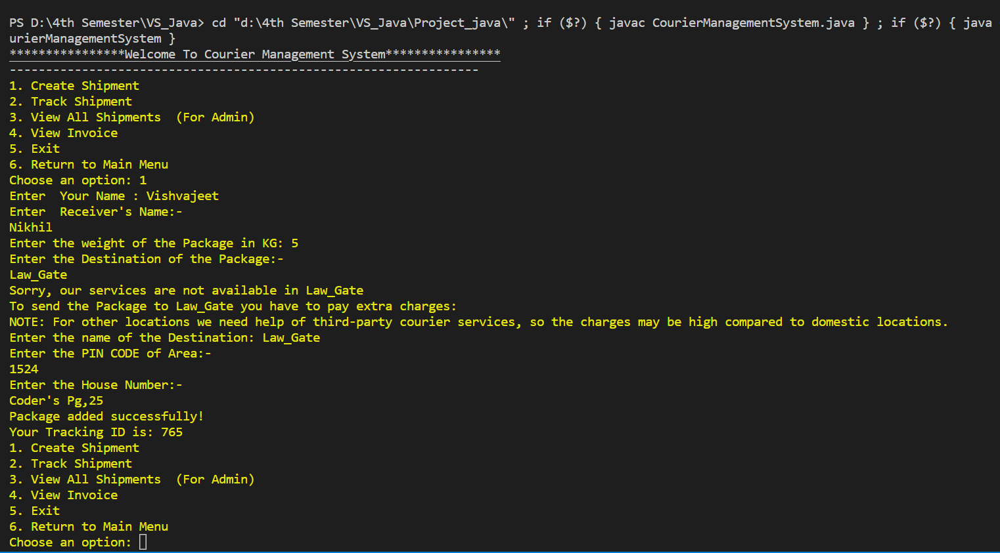 PS D:\4th Semester\VS_Java> cd "d:\4th Semester\VS_Java\Project_java\" ; if ($?) { javac CourierManagementSystem.java } ; if ($?) { java
urierManagementSystem }
****************Welcome To Courier Management System****************
-----------------------------------------------------------------
1. Create Shipment
2. Track Shipment
3. View All Shipments  (For Admin)
4. View Invoice
5. Exit
6. Return to Main Menu
Choose an option: 1
Enter  Your Name : Vishvajeet
Enter  Receiver's Name:-
Nikhil
Enter the weight of the Package in KG: 5
Enter the Destination of the Package:-
Law_Gate
Sorry, our services are not available in Law_Gate
To send the Package to Law_Gate you have to pay extra charges:
NOTE: For other locations we need help of third-party courier services, so the charges may be high compared to domestic locations.
Enter the name of the Destination: Law_Gate
Enter the PIN CODE of Area:-
1524
Enter the House Number:-
Coder's Pg,25
Package added successfully!
Your Tracking ID is: 765
1. Create Shipment
2. Track Shipment
3. View All Shipments  (For Admin)
4. View Invoice
5. Exit
6. Return to Main Menu
Choose an option: